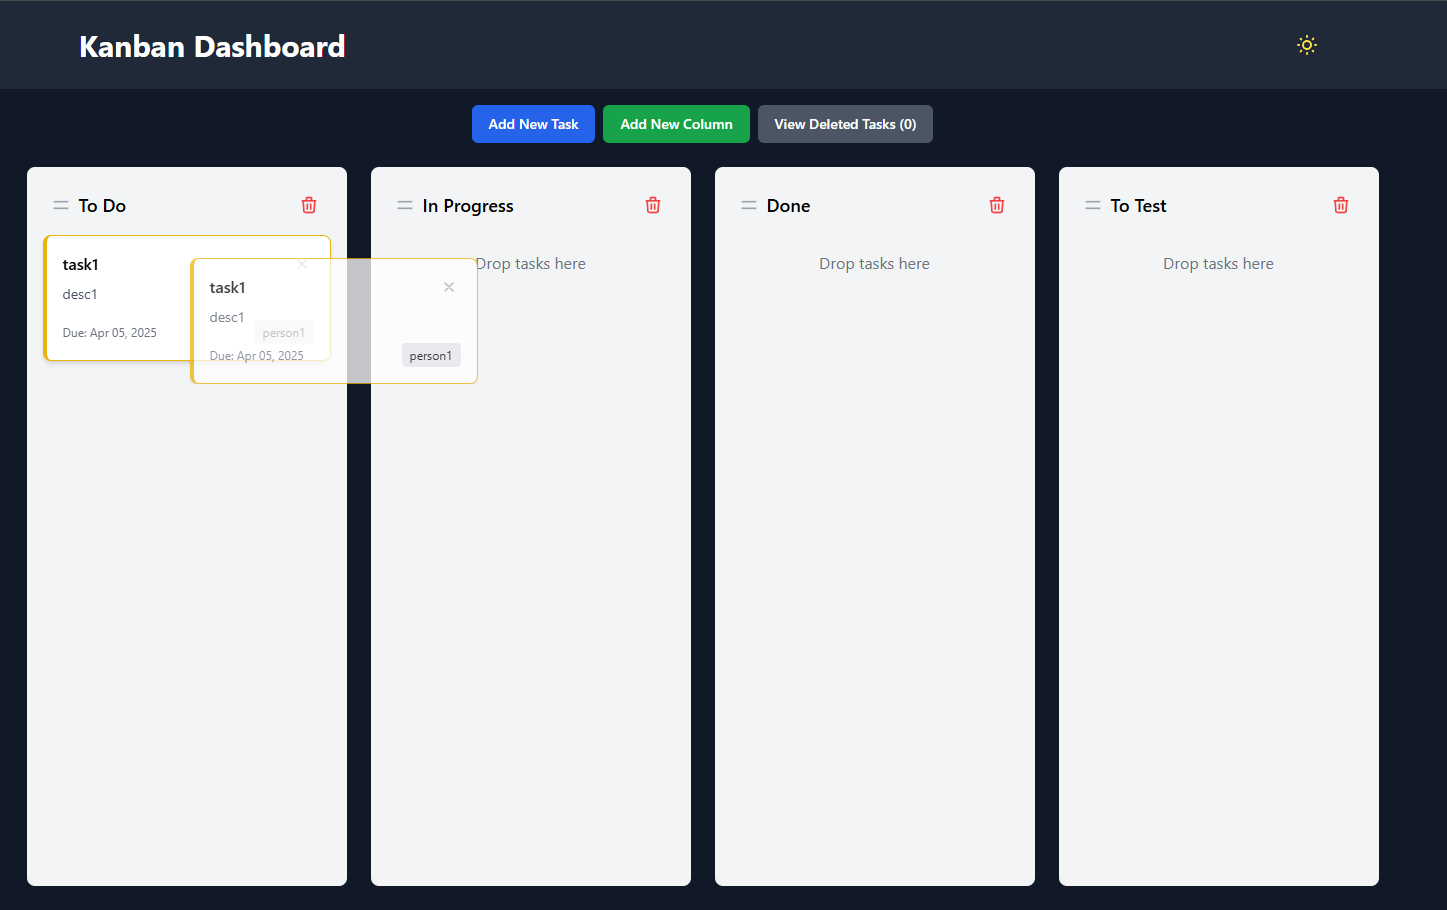 Kanban Dashboard
Add New Task
Add New Column
View Deleted Tasks (0)
To Do
In Progress
Done
To Test
task1
desc1
person1
Due: Apr 05, 2025
task1
desc1
Due: Apr 05, 2025
person1
Drop tasks here
Drop tasks here
Drop tasks here